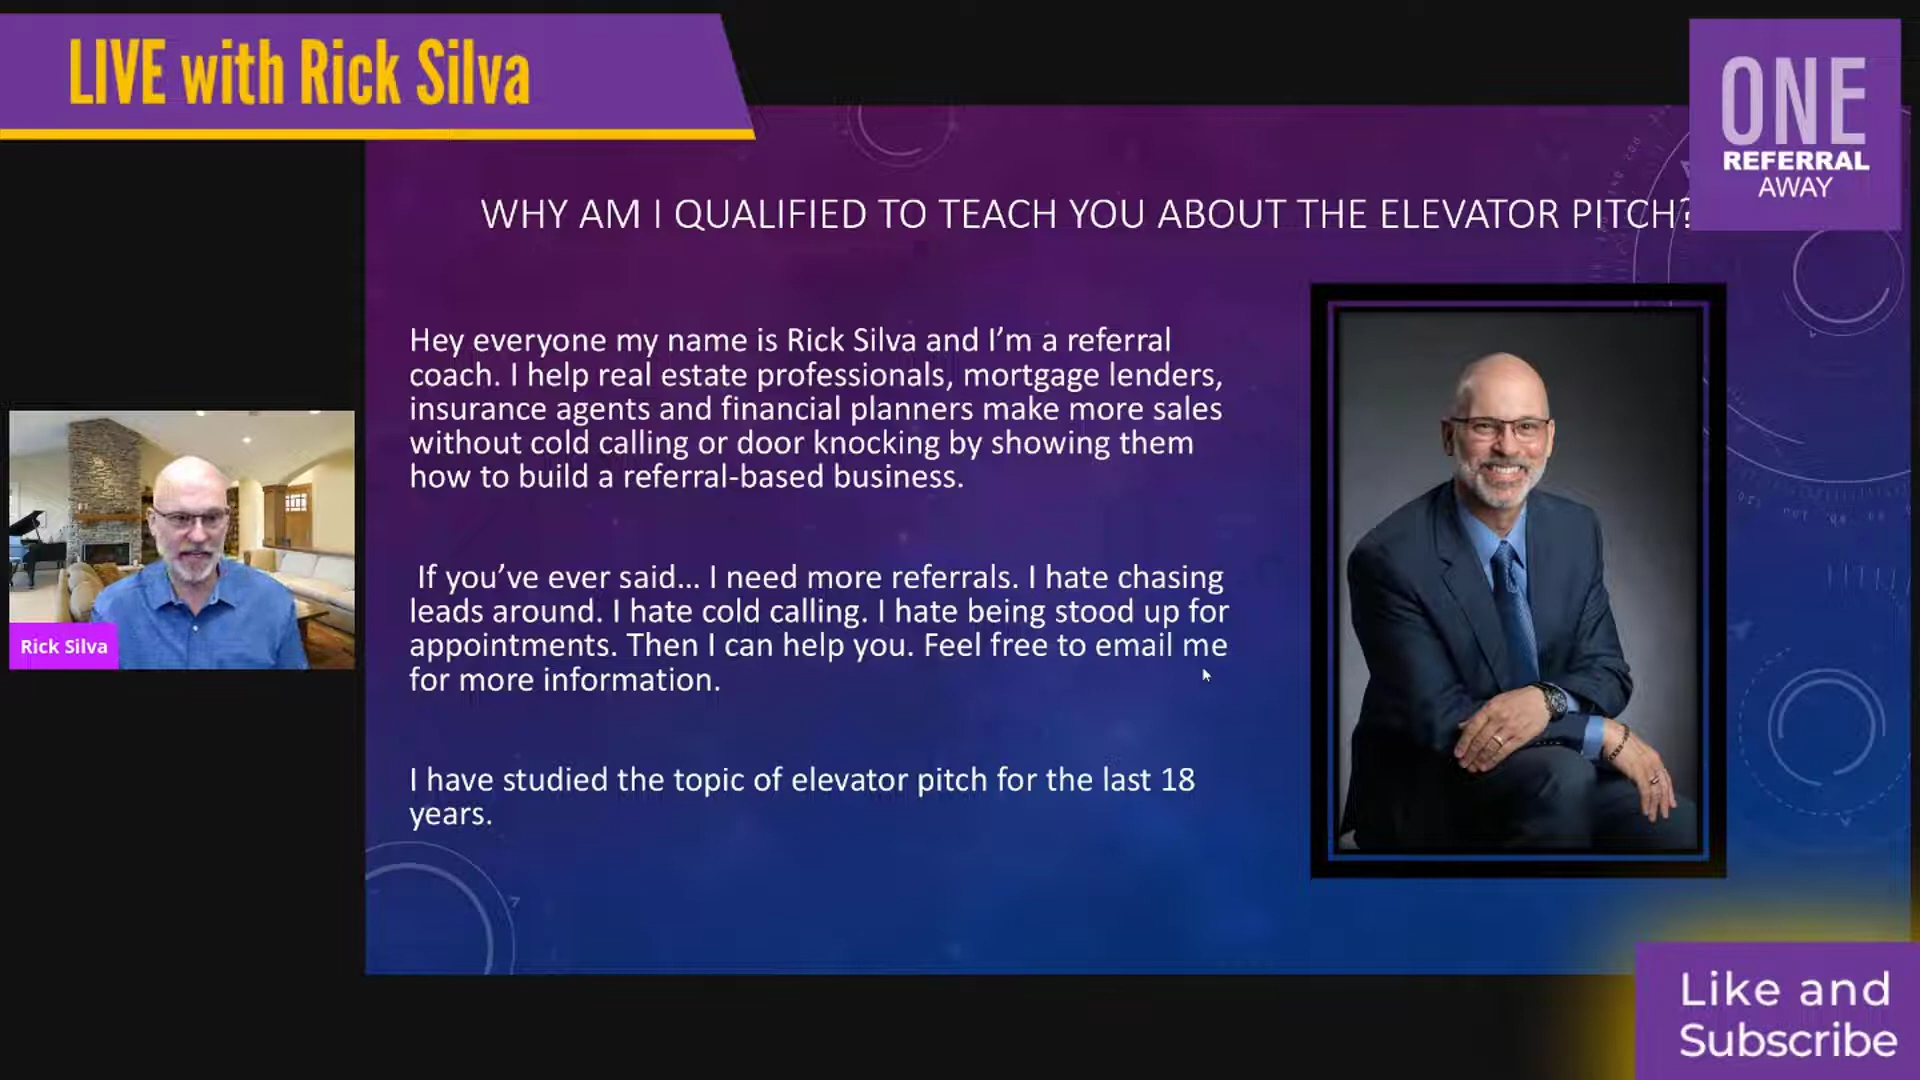 LIVE with Rick Silva
ONE
REFERRAL
AWAY
WHY AM I QUALIFIED TO TEACH YOU ABOUT THE ELEVATOR PITCH?
Hey everyone my name is Rick Silva and I’m a referral
coach. I help real estate professionals, mortgage lenders,
insurance agents and financial planners make more sales
without cold calling or door knocking by showing them
how to build a referral-based business.
If you’ve ever said… I need more referrals. I hate chasing
leads around. I hate cold calling. I hate being stood up for
appointments. Then I can help you. Feel free to email me
for more information.
I have studied the topic of elevator pitch for the last 18
years.
Rick Silva
Like and
Subscribe